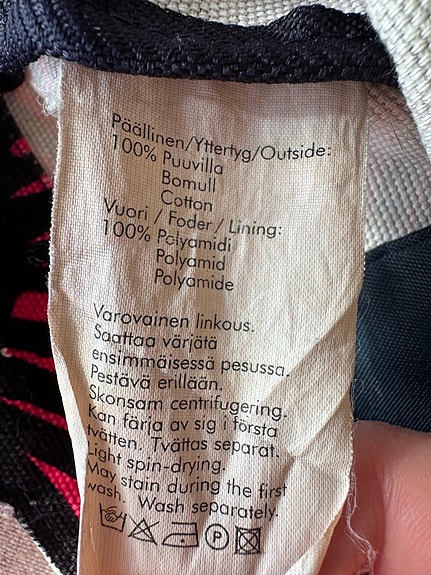 Päällinen/Yttertyg/Outside:
100% Puuvilla
Bomull
Cotton
Vuori / Foder / Lining:
100% Polyamidi
Polyamid
Polyamide
Varovainen linkous.
Saattaa värjätä
ensimmäisessä pesussa.
Pestävä erillään.
Skonsam centrifugering.
Kan färja av sig i första
tvätten. Tvättas separat.
Light spin-drying.
May stain during the first
wash. Wash separately.
P